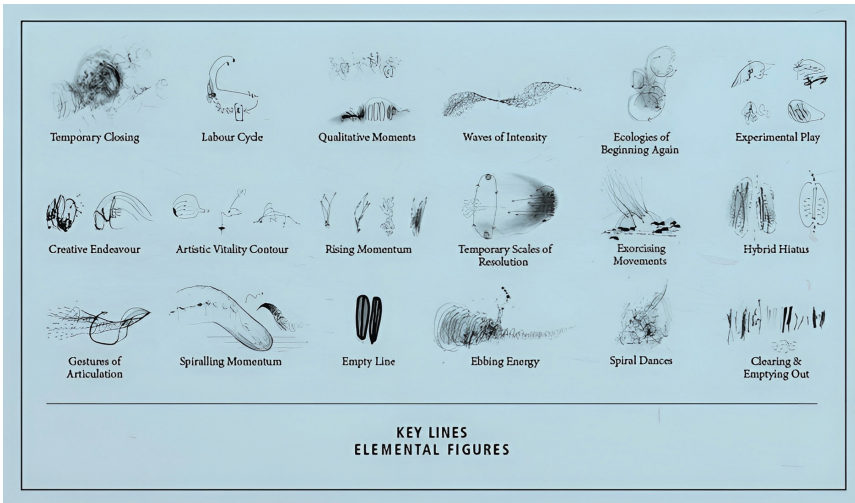 Temporary Closing
Labour Cycle
Qualitative Moments
Waves of Intensity
Ecologies of
Beginning Again
Experimental Play
Creative Endeavour
Artistic Vitality Contour
Rising Momentum
Temporary Scales of
Resolution
Exorcising
Movements
Hybrid Hiatus
Gestures of
Articulation
Spiralling Momentum
Empty Line
Ebbing Energy
Spiral Dances
Clearing &
Emptying Out
KEY LINES
ELEMENTAL FIGURES